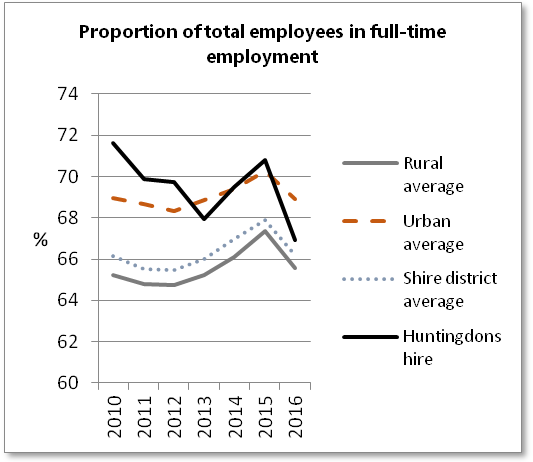 Proportion of total employees in full-time
employment
74
72
70
68
66
64
62
60
%
2010
2011
2012
2013
2014
2015
2016
Rural
average
Urban
average
Shire district
average
Huntingdons
hire